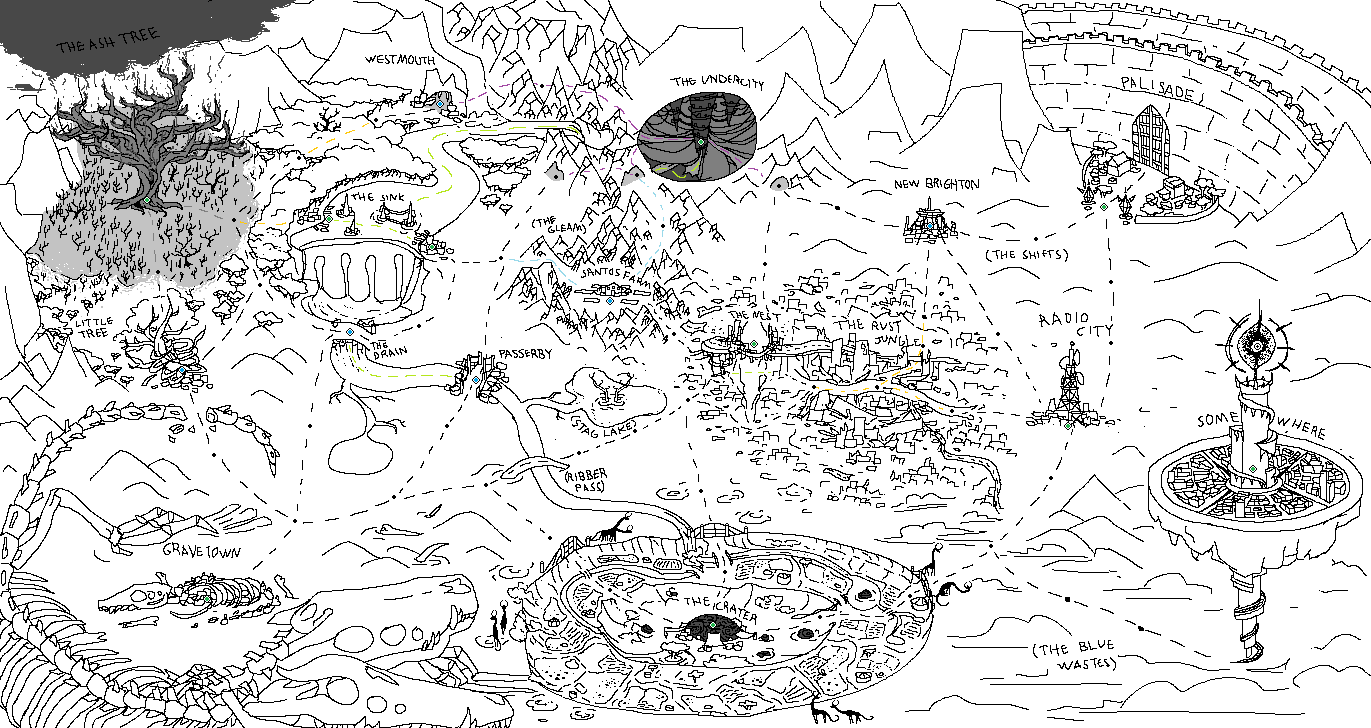 THE ASH TREE
WESTMOUTH
THE UNDERCITY
PALISADE
THE SINK
NEW BRIGHTON
(THE
GLEAM)
(THE SHIFTS)
SANTOS FARM
LITTLE
TREE
THE NEST
THE RUST
JUNGLE
RADIO
CITY
THE
DRAIN
PASSERBY
(STAG LAKE)
SOMEWHERE
(RIBBER
PASS)
GRAVETOWN
THE CRATER
(THE BLUE
WASTES)